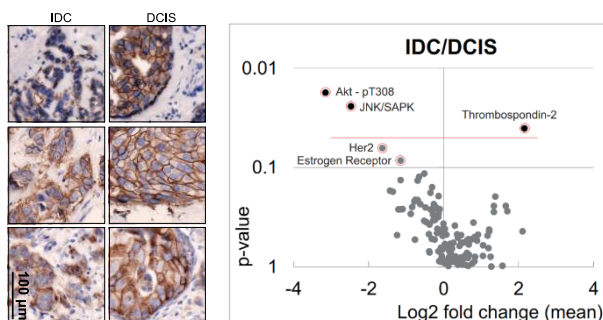 IDC DCIS
100 µm
IDC/DCIS
0.01
Akt - pT308
JNK/SAPK
Thrombospondin-2
Her2
Estrogen Receptor
0.1
p-value
1
-4 -2 0 2 4
Log2 fold change (mean)